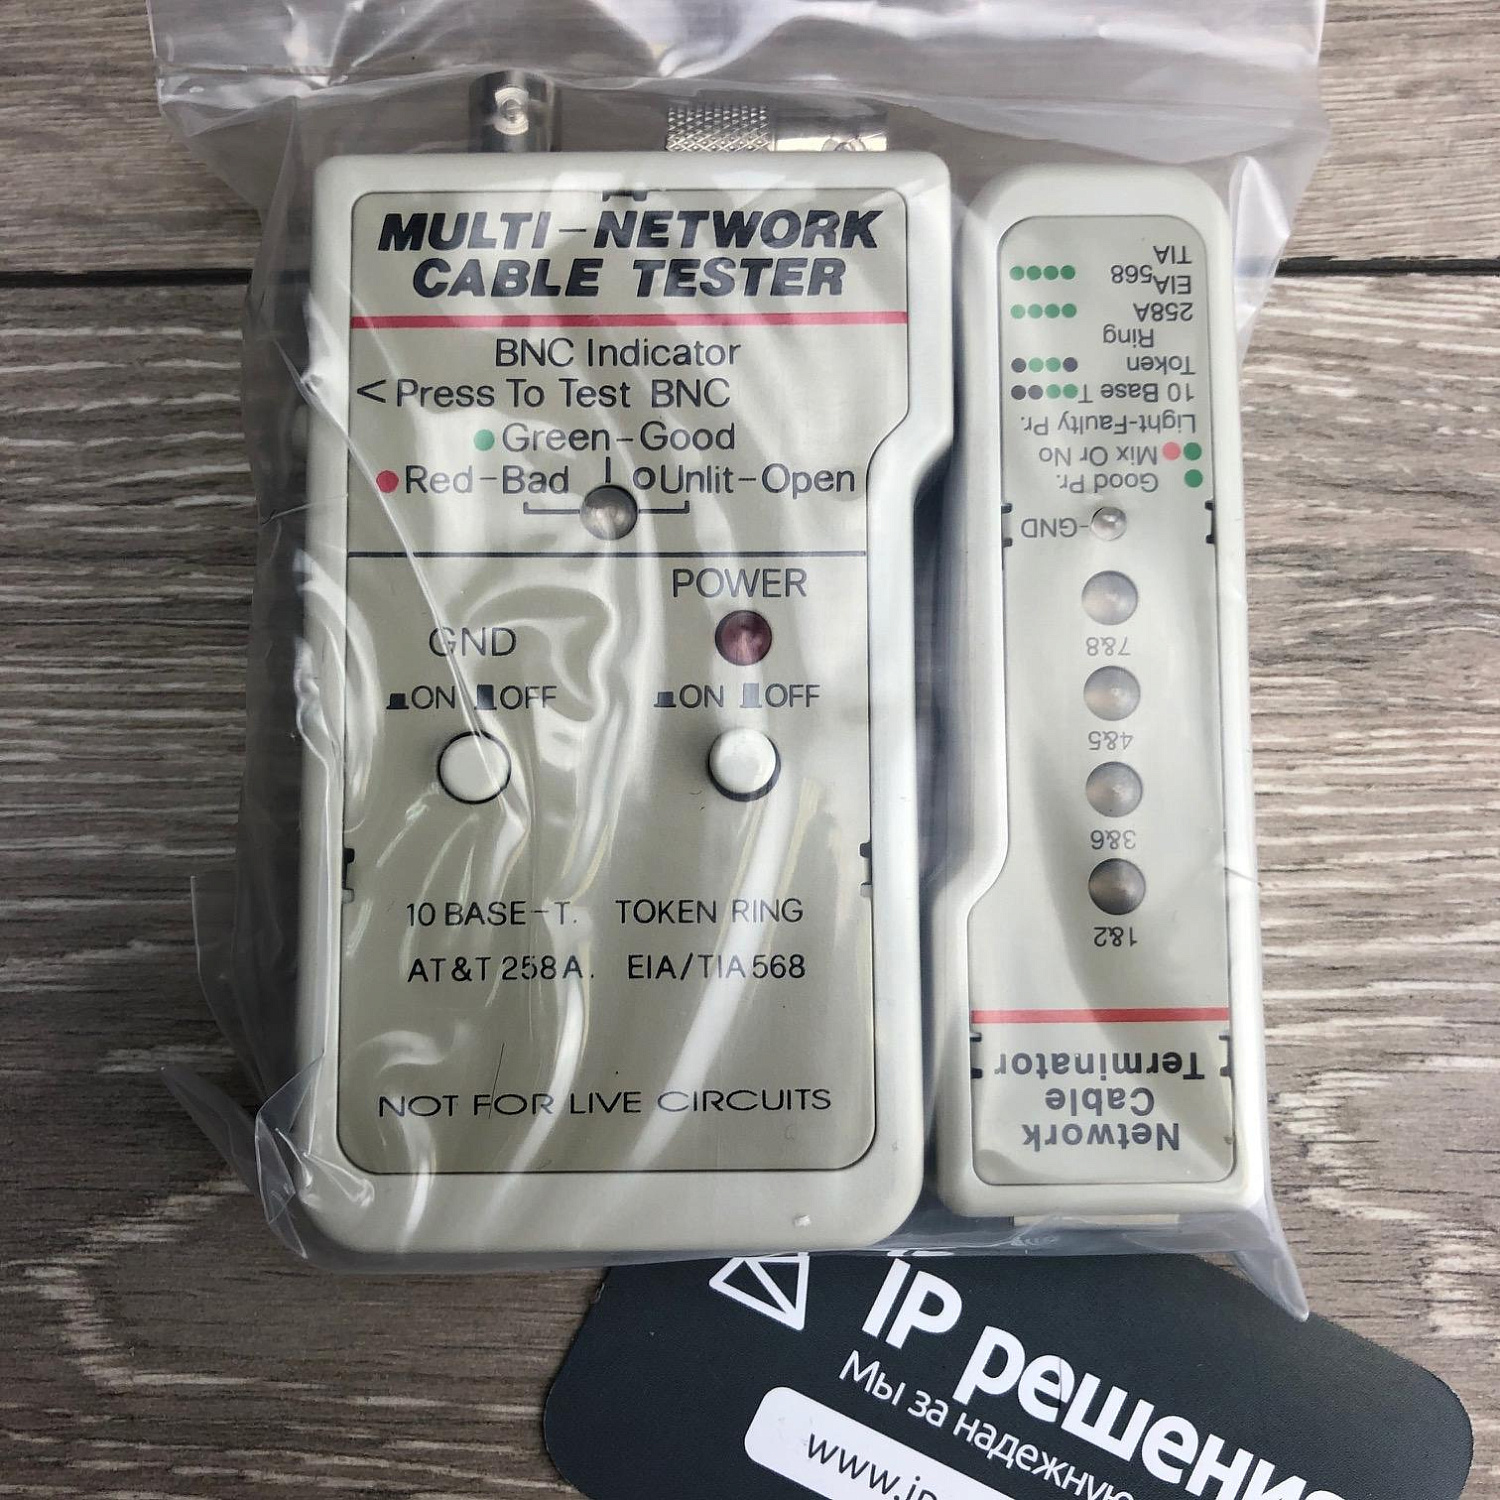 MULTI-NETWORK
CABLE TESTER
BNC Indicator
<Press To Test BNC
Green-Good
Red-Bad
Unlit-Open
POWER
GND
ON OFF
ON OFF
10 BASE-T. TOKEN RING
AT&T 258A. EIA/TIA 568
NOT FOR LIVE CIRCUITS
Network
Cable
Terminator
1&2
3&6
4&5
7&8
GND
Good Pr.
Mix Or No
Light-Faulty Pr.
10 Base T
Token
Ring
258A
EIA 568
TIA
IP решения
Мы за надежную
www.ip